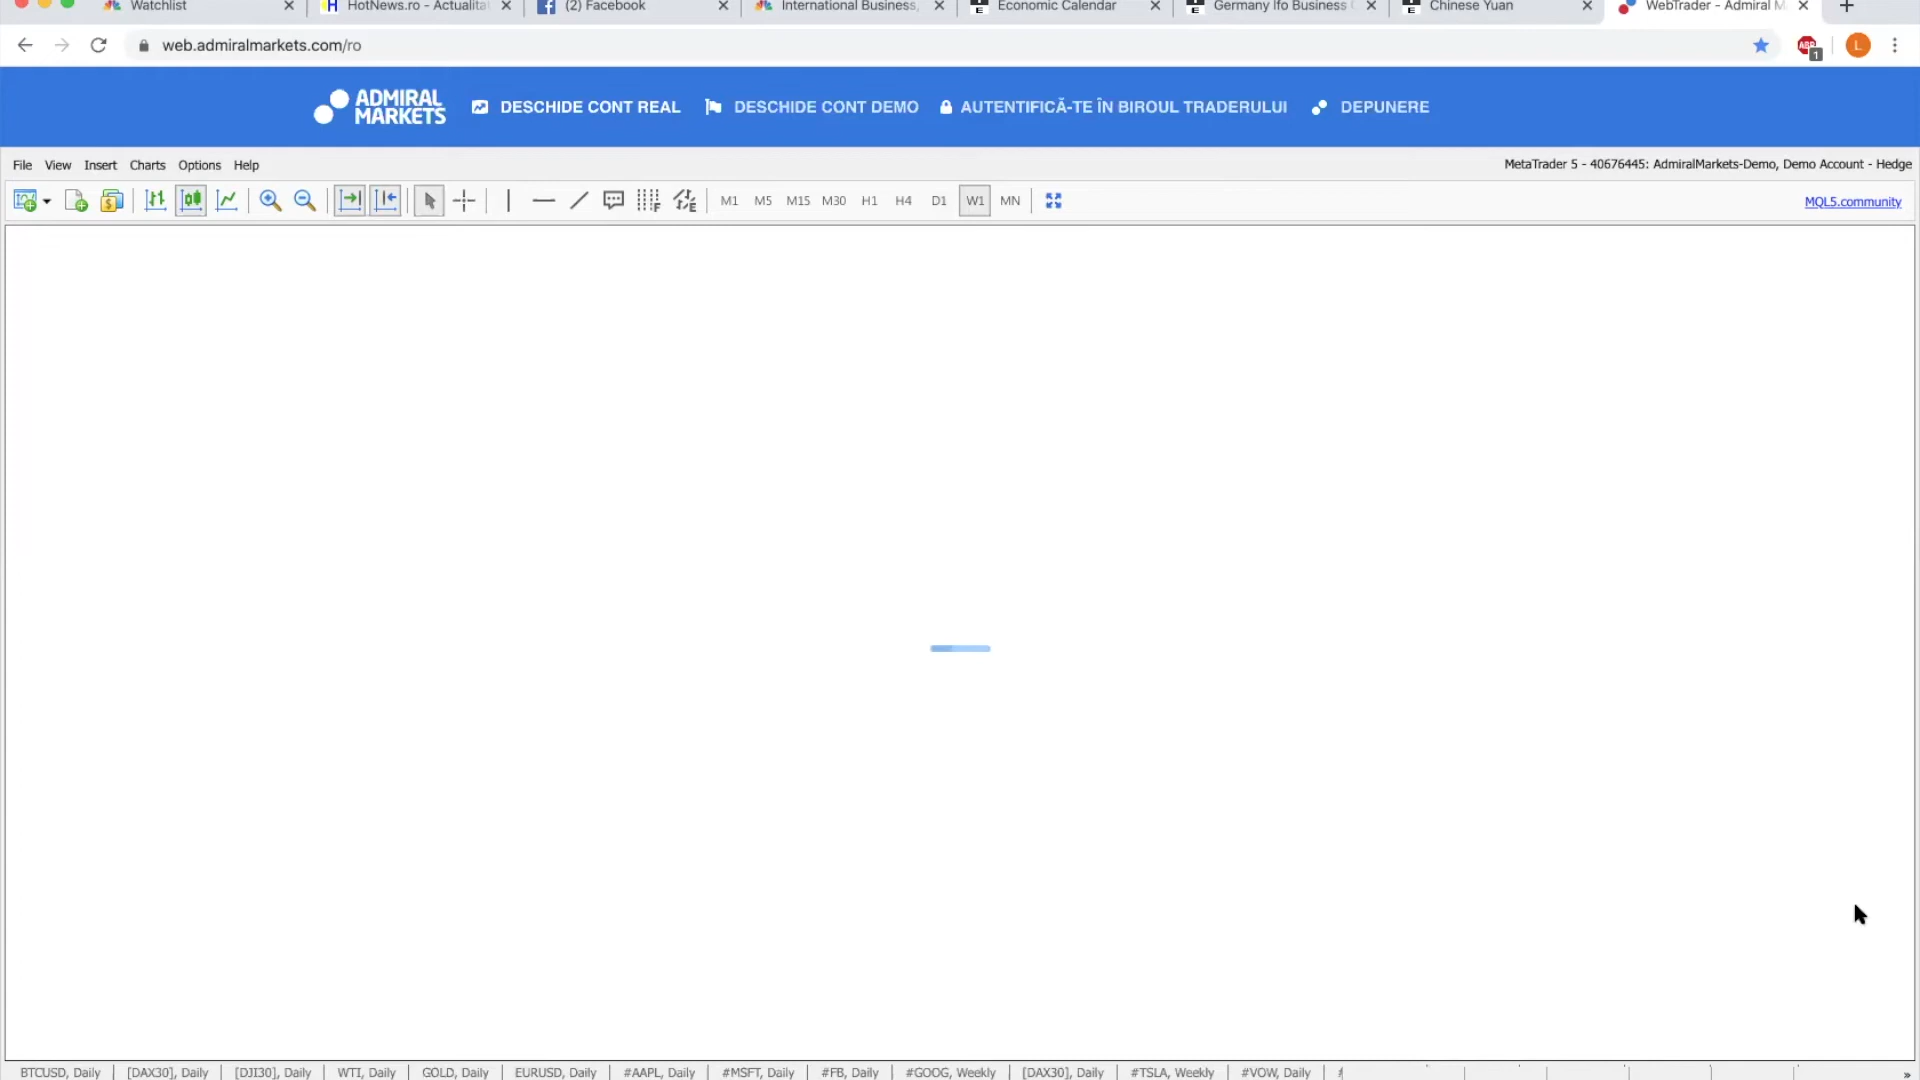 Watchlist
HotNews.ro - Actualita
(2) Facebook
International Business,
Economic Calendar
Germany Ifo Business C
Chinese Yuan
WebTrader - Admiral M
web.admiralmarkets.com/ro
ABP
1
L
ADMIRAL
MARKETS
DESCHIDE CONT REAL
DESCHIDE CONT DEMO
AUTENTIFICĂ-TE ÎN BIROUL TRADERULUI
DEPUNERE
File View Insert Charts Options Help
MetaTrader 5 - 40676445: AdmiralMarkets-Demo, Demo Account - Hedge
M1 M5 M15 M30 H1 H4 D1 W1 MN
MQL5.community
BTCUSD, Daily
[DAX30], Daily
[DJI30], Daily
WTI, Daily
GOLD, Daily
EURUSD, Daily
#AAPL, Daily
#MSFT, Daily
#FB, Daily
#GOOG, Weekly
[DAX30], Daily
#TSLA, Weekly
#VOW, Daily